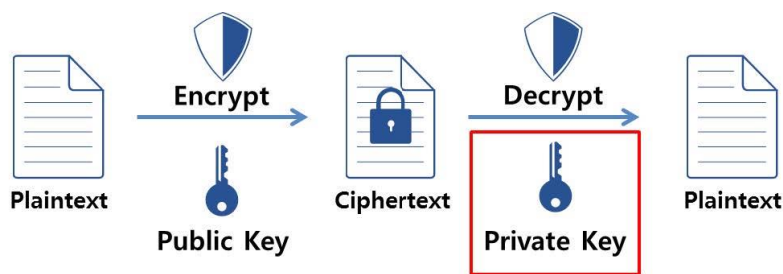 Encrypt
Decrypt
Plaintext
Ciphertext
Plaintext
Public Key
Private Key